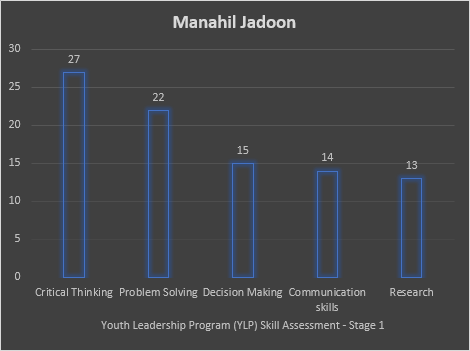 Manahil Jadoon
30
25
20
15
10
5
0
27
22
15
14
13
Critical Thinking
Problem Solving
Decision Making
Communication
skills
Research
Youth Leadership Program (YLP) Skill Assessment - Stage 1